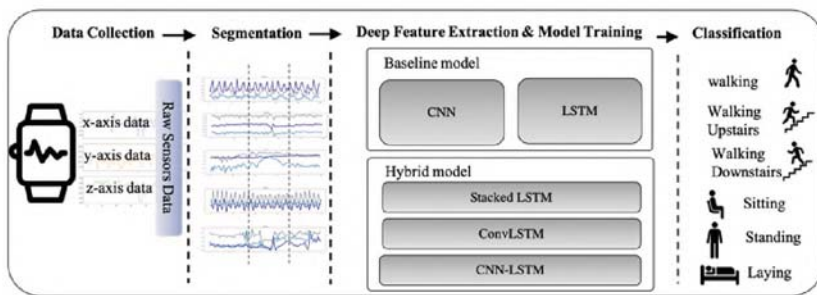 Data Collection
Segmentation
Deep Feature Extraction & Model Training
Classification
x-axis data
y-axis data
z-axis data
Raw Sensors Data
Baseline model
CNN
LSTM
Hybrid model
Stacked LSTM
ConvLSTM
CNN-LSTM
walking
Walking
Upstairs
Walking
Downstairs
Sitting
Standing
Laying